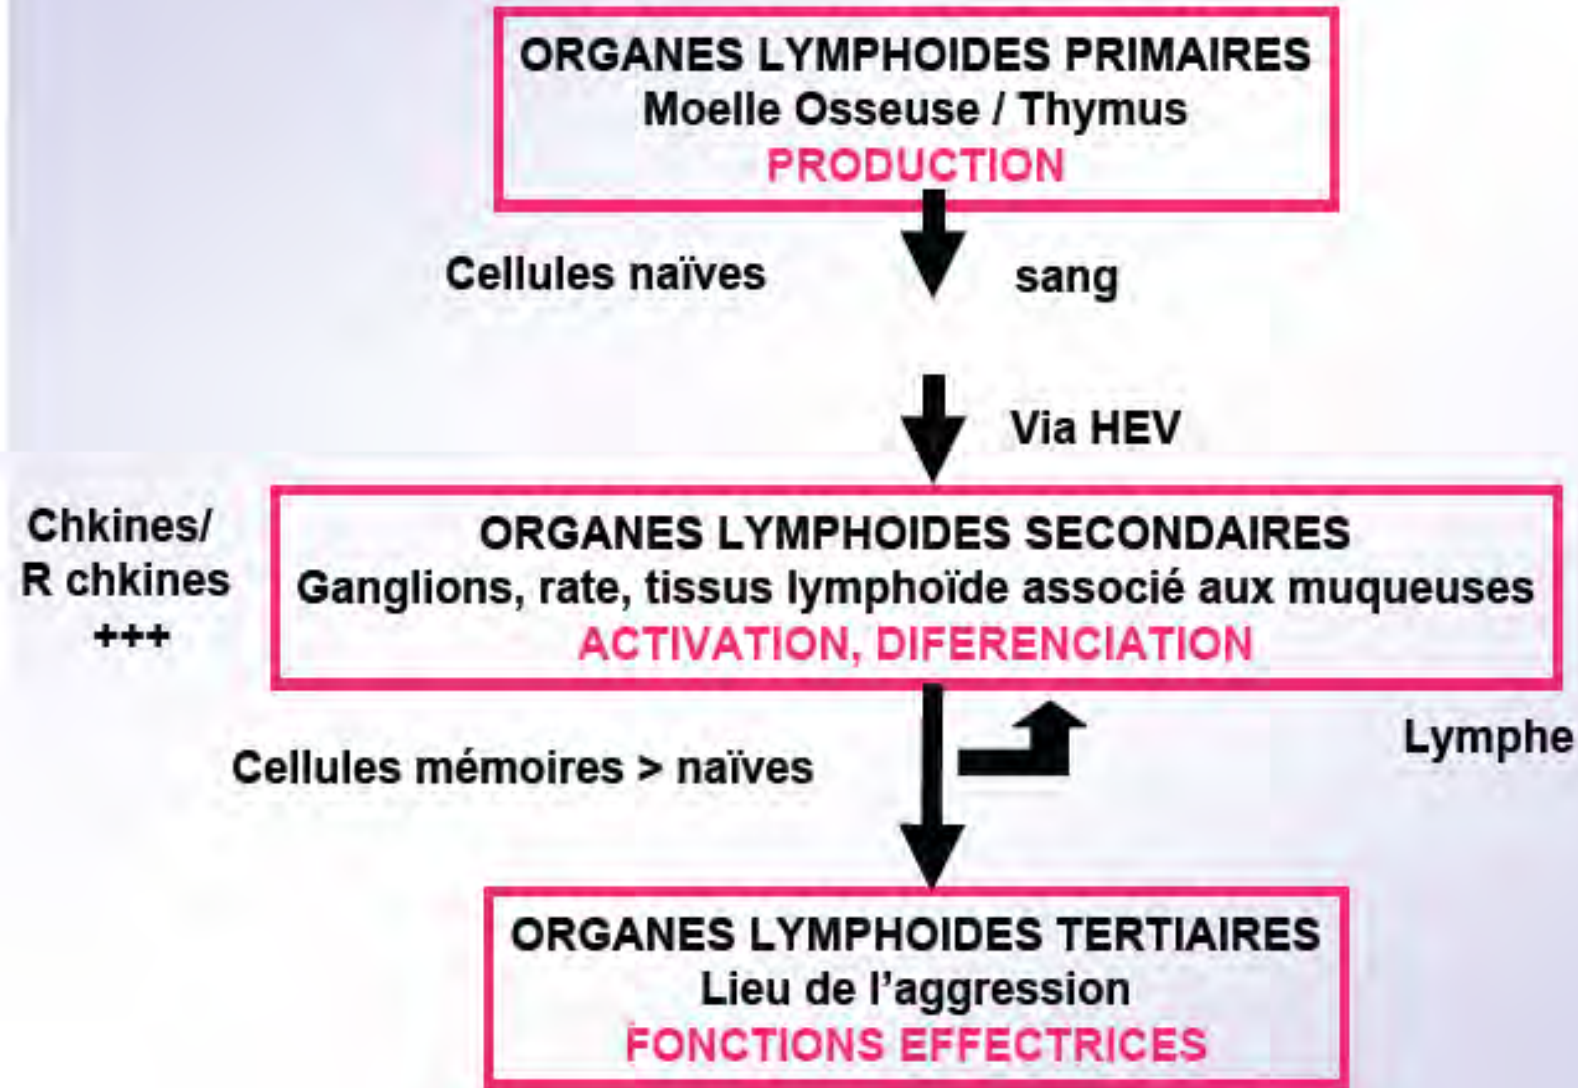 ORGANES LYMPHOIDES PRIMAIRES
Moelle Osseuse / Thymus
PRODUCTION
Cellules naïves
sang
Via HEV
Chkines/
R chkines
+++
ORGANES LYMPHOIDES SECONDAIRES
Ganglions, rate, tissus lymphoïde associé aux muqueuses
ACTIVATION, DIFERENCIATION
Lymphe
Cellules mémoires > naïves
ORGANES LYMPHOIDES TERTIAIRES
Lieu de l'aggression
FONCTIONS EFFECTRICES